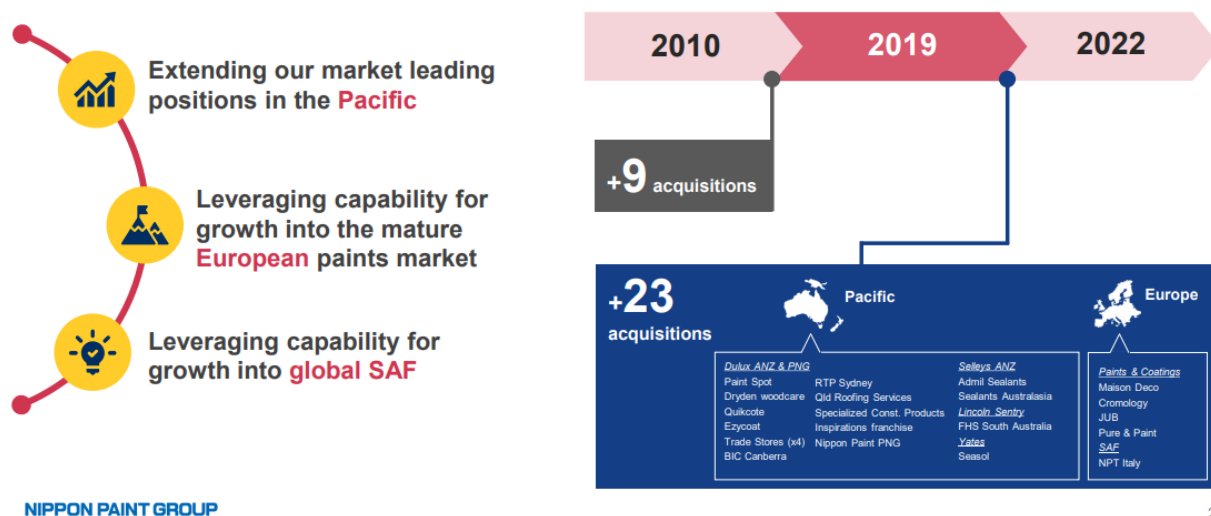 Extending our market leading
positions in the Pacific
Leveraging capability for
growth into the mature
European paints market
Leveraging capability for
growth into global SAF
2010
2019
2022
+9 acquisitions
+23
acquisitions
Pacific
Dulux ANZ & PNG
Paint Spot
Dryden woodcare
Quikcote
Ezycoat
Trade Stores (x4)
BIC Canberra
RTP Sydney
Qld Roofing Services
Specialized Const. Products
Inspirations franchise
Nippon Paint PNG
Selleys ANZ
Admil Sealants
Sealants Australasia
Lincoln Sentry
FHS South Australia
Yates
Seasol
Europe
Paints & Coatings
Maison Deco
Cromology
JUB
Pure & Paint
SAF
NPT Italy
NIPPON PAINT GROUP